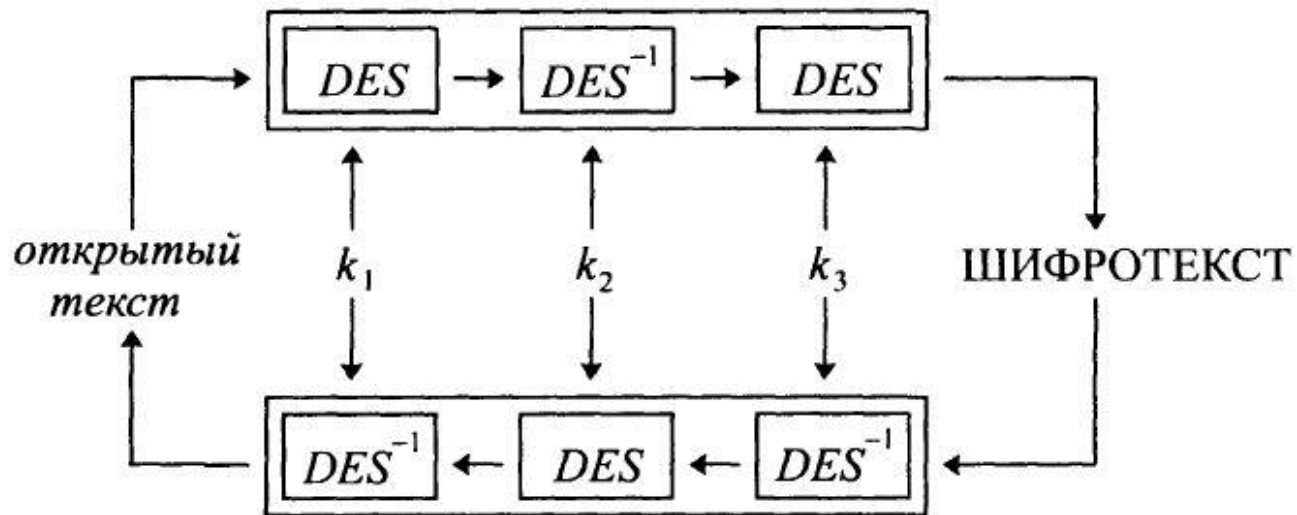 DES DES⁻¹ DES
открытый
текст
k₁ k₂ k₃
ШИФРОТЕКСТ
DES⁻¹ DES DES⁻¹